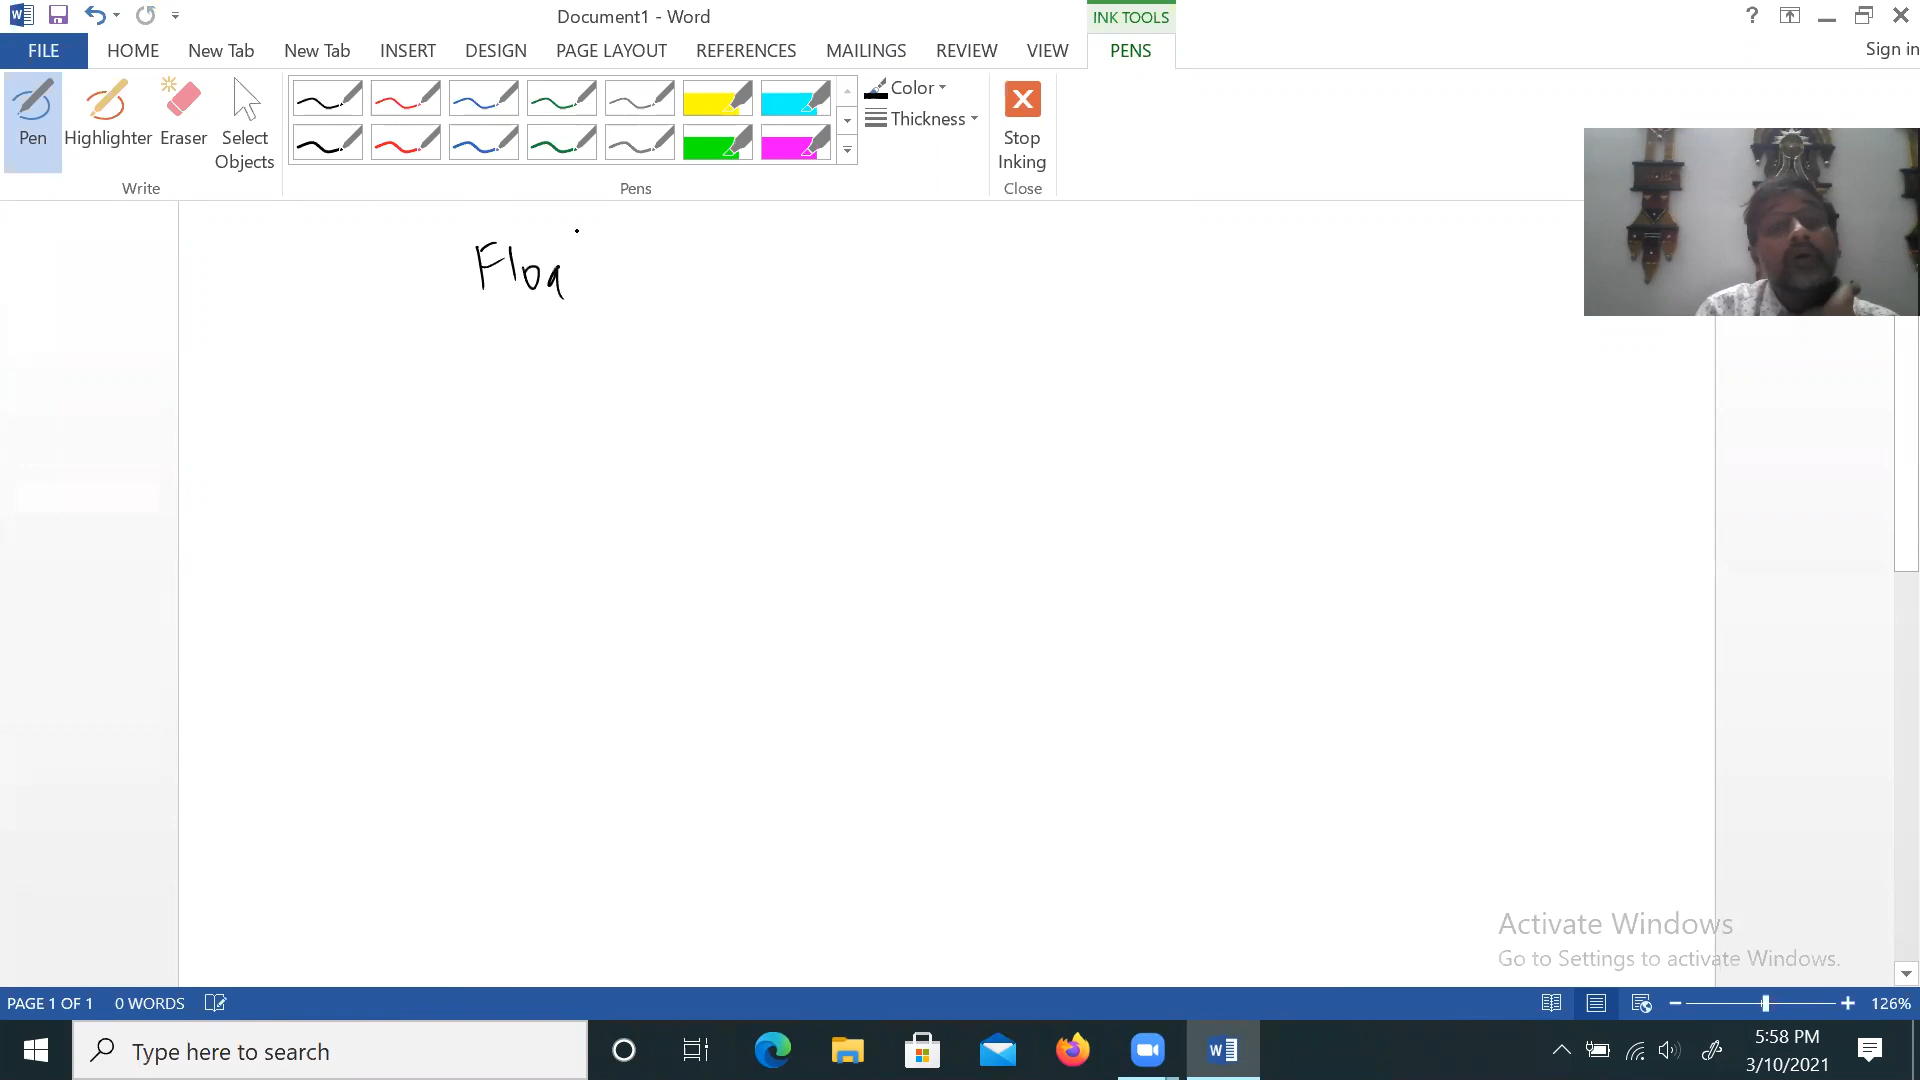 Document1 - Word
INK TOOLS
FILE
HOME
New Tab
New Tab
INSERT
DESIGN
PAGE LAYOUT
REFERENCES
MAILINGS
REVIEW
VIEW
PENS
Sign in
Pen
Highlighter
Eraser
Select
Objects
Color
Thickness
Stop
Inking
Write
Pens
Close
Floa
Activate Windows
Go to Settings to activate Windows.
PAGE 1 OF 1
0 WORDS
126%
Type here to search
5:58 PM
3/10/2021